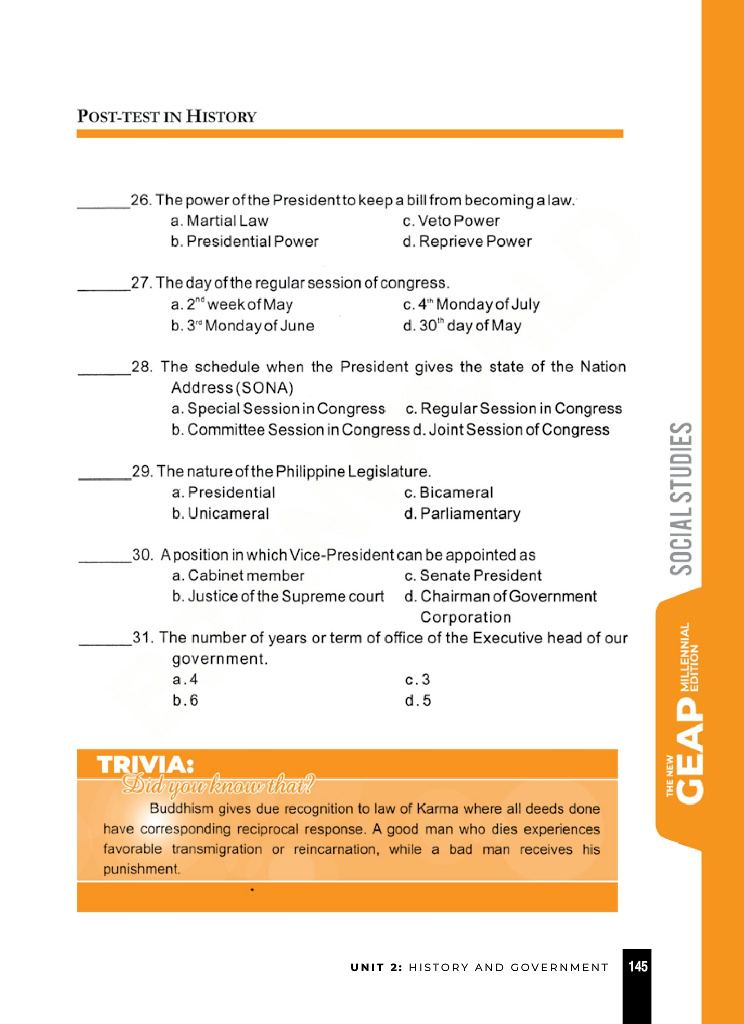 POST-TEST IN HISTORY
______26. The power of the President to keep a bill from becoming a law.
a. Martial Law c. Veto Power
b. Presidential Power d. Reprieve Power
______27. The day of the regular session of congress.
a. 2nd week of May c. 4th Monday of July
b. 3rd Monday of June d. 30th day of May
______28. The schedule when the President gives the state of the Nation
Address (SONA)
a. Special Session in Congress c. Regular Session in Congress
b. Committee Session in Congress d. Joint Session of Congress
______29. The nature of the Philippine Legislature.
a. Presidential c. Bicameral
b. Unicameral d. Parliamentary
______30. A position in which Vice-President can be appointed as
a. Cabinet member c. Senate President
b. Justice of the Supreme court d. Chairman of Government
Corporation
______31. The number of years or term of office of the Executive head of our
government.
a. 4 c. 3
b. 6 d. 5
TRIVIA:
Did you know that?
Buddhism gives due recognition to law of Karma where all deeds done
have corresponding reciprocal response. A good man who dies experiences
favorable transmigration or reincarnation, while a bad man receives his
punishment.
SOCIAL STUDIES
THE NEW
GEAP
MILLENNIAL
EDITION
UNIT 2: HISTORY AND GOVERNMENT 145